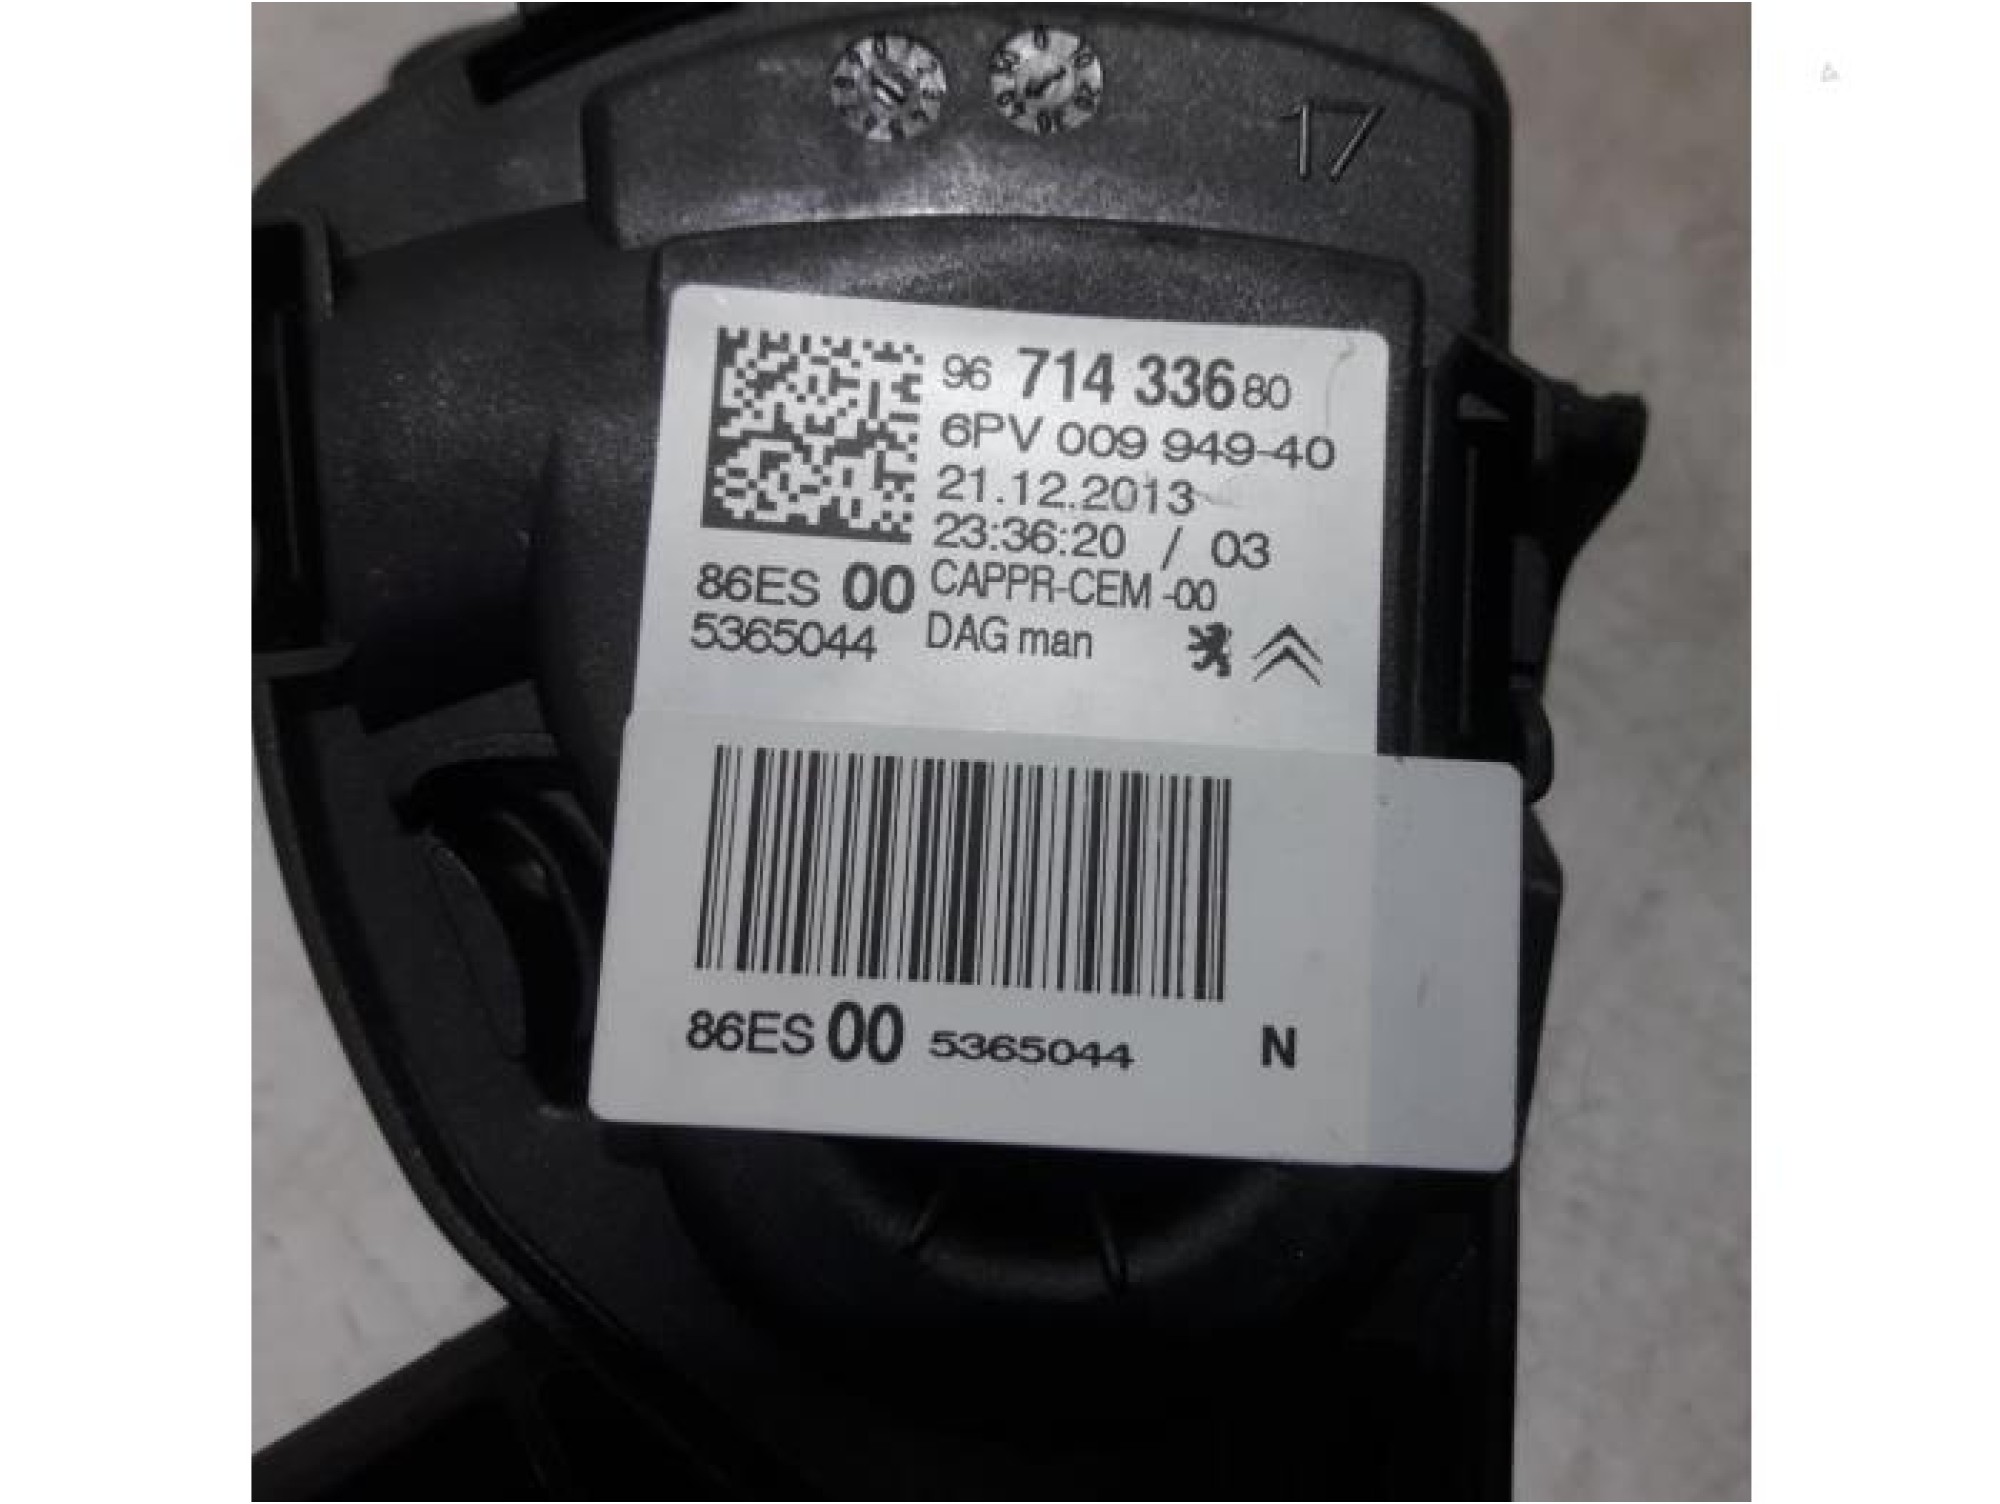 17
96 714 336 80
6PV 009 949-40
21.12.2013
23:36:20 / 03
86ES 00 CAPPR-CEM -00
5365044 DAG man
86ES 00 5365044 N